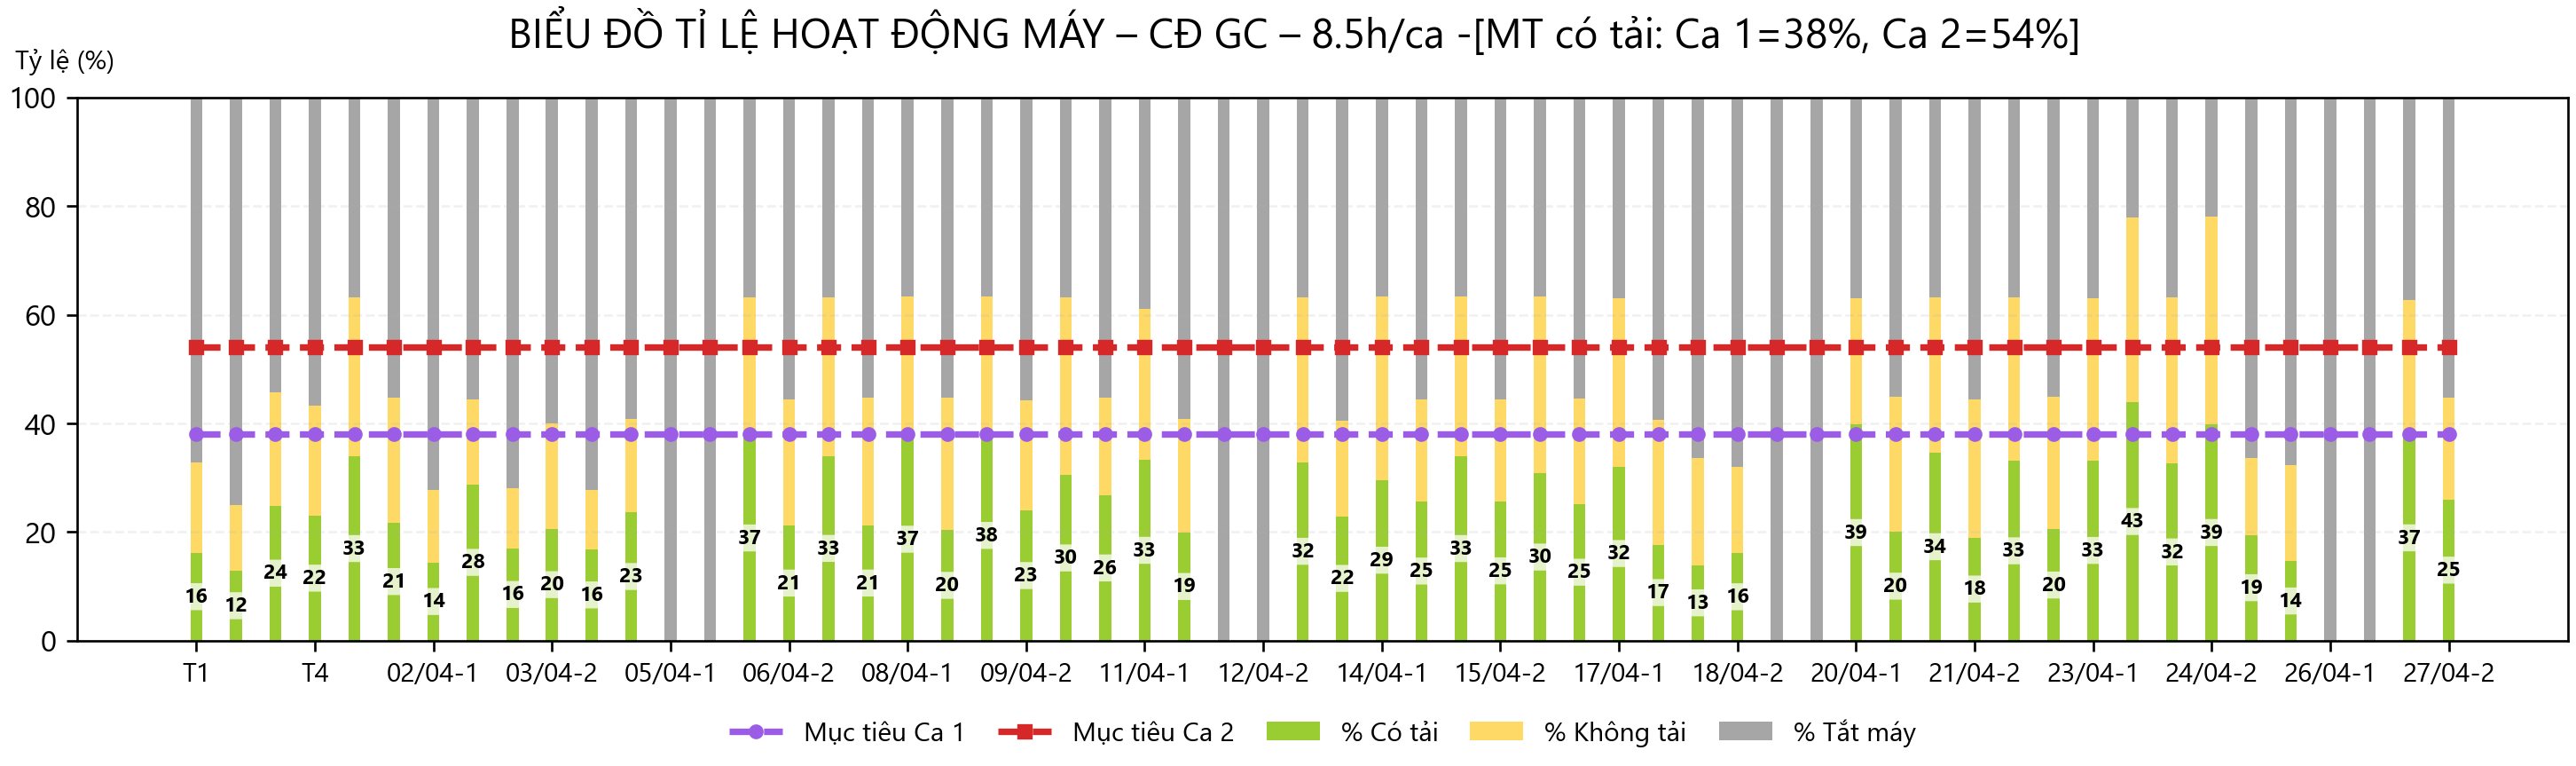 BIỂU ĐỒ TỈ LỆ HOẠT ĐỘNG MÁY – CĐ GC – 8.5h/ca -[MT có tải: Ca 1=38%, Ca 2=54%]
Tỷ lệ (%)
100
80
60
40
20
0
16 12 24 22 33 21 14 28 16 20 16 23 37 21 33 21 37 20 38 23 30 26 33 19 32 22 29 25 33 25 30 25 32 17 13 16 39 20 34 18 33 20 33 43 32 39 19 14 37 25
T1 T4 02/04-1 03/04-2 05/04-1 06/04-2 08/04-1 09/04-2 11/04-1 12/04-2 14/04-1 15/04-2 17/04-1 18/04-2 20/04-1 21/04-2 23/04-1 24/04-2 26/04-1 27/04-2
Mục tiêu Ca 1 Mục tiêu Ca 2 % Có tải % Không tải % Tắt máy